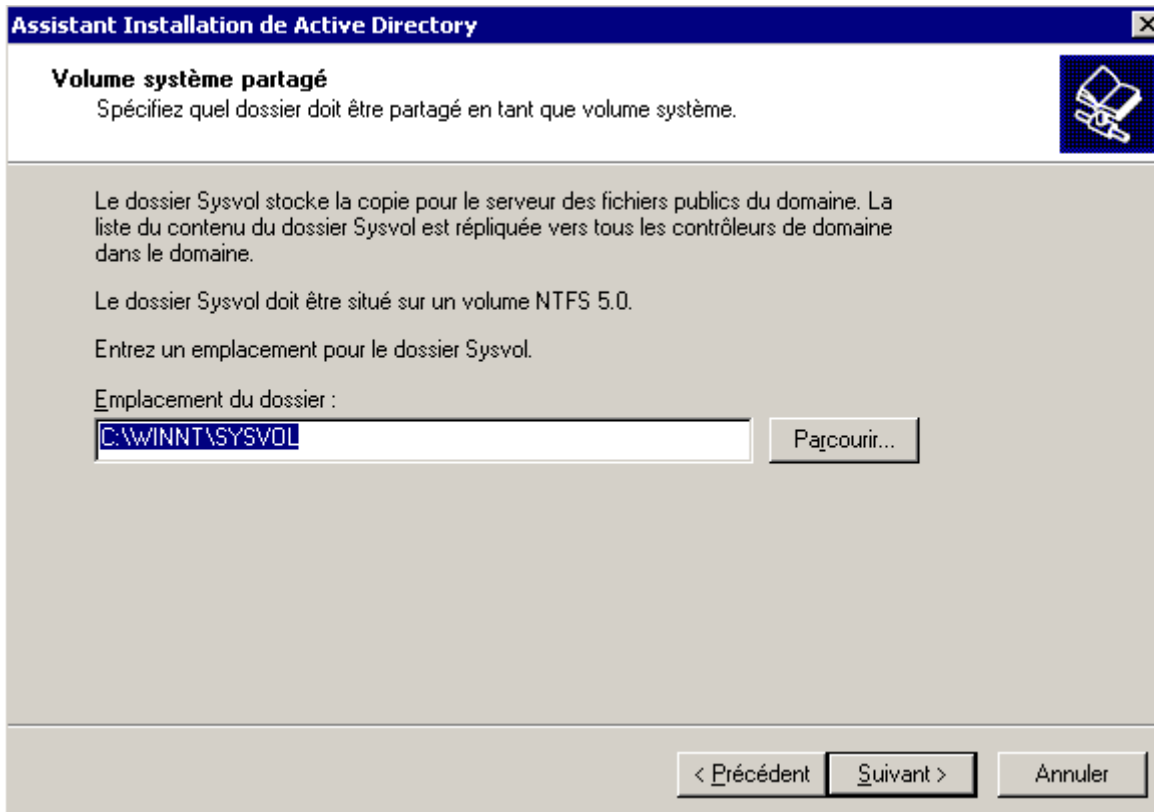 Assistant Installation de Active Directory
Volume système partagé
Spécifiez quel dossier doit être partagé en tant que volume système.
Le dossier Sysvol stocke la copie pour le serveur des fichiers publics du domaine. La
liste du contenu du dossier Sysvol est répliquée vers tous les contrôleurs de domaine
dans le domaine.
Le dossier Sysvol doit être situé sur un volume NTFS 5.0.
Entrez un emplacement pour le dossier Sysvol.
Emplacement du dossier :
C:\WINNT\SYSVOL
Parcourir...
< Précédent
Suivant >
Annuler